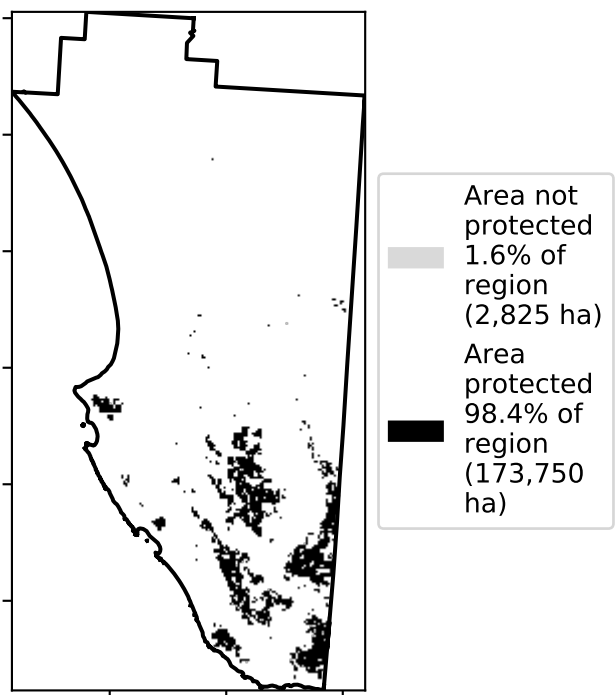 Area not
protected
1.6% of
region
(2,825 ha)
Area
protected
98.4% of
region
(173,750
ha)